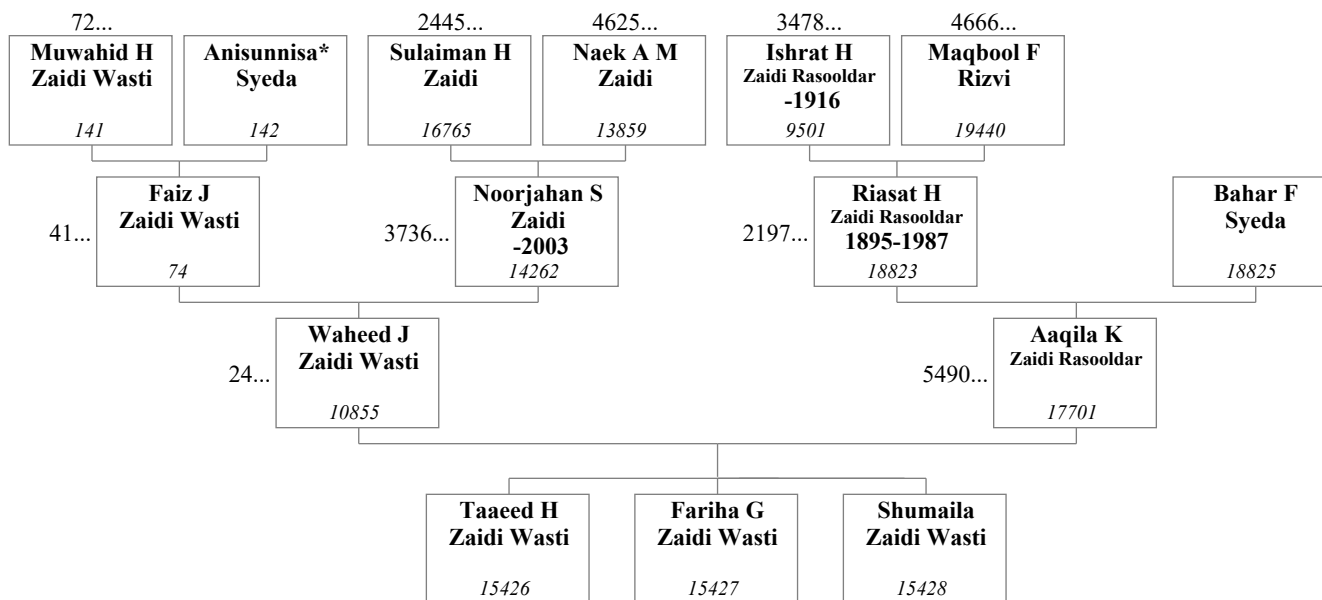 72...
2445...
4625...
3478...
4666...
Muwahid H
Zaidi Wasti
141
Anisunnisa*
Syeda
142
Sulaiman H
Zaidi
16765
Naek A M
Zaidi
13859
Ishrat H
Zaidi Rasooldar
-1916
9501
Maqbool F
Rizvi
19440
41...
Faiz J
Zaidi Wasti
74
3736...
Noorjahan S
Zaidi
-2003
14262
2197...
Riasat H
Zaidi Rasooldar
1895-1987
18823
Bahar F
Syeda
18825
24...
Waheed J
Zaidi Wasti
10855
5490...
Aaqila K
Zaidi Rasooldar
17701
Taaeed H
Zaidi Wasti
15426
Fariha G
Zaidi Wasti
15427
Shumaila
Zaidi Wasti
15428